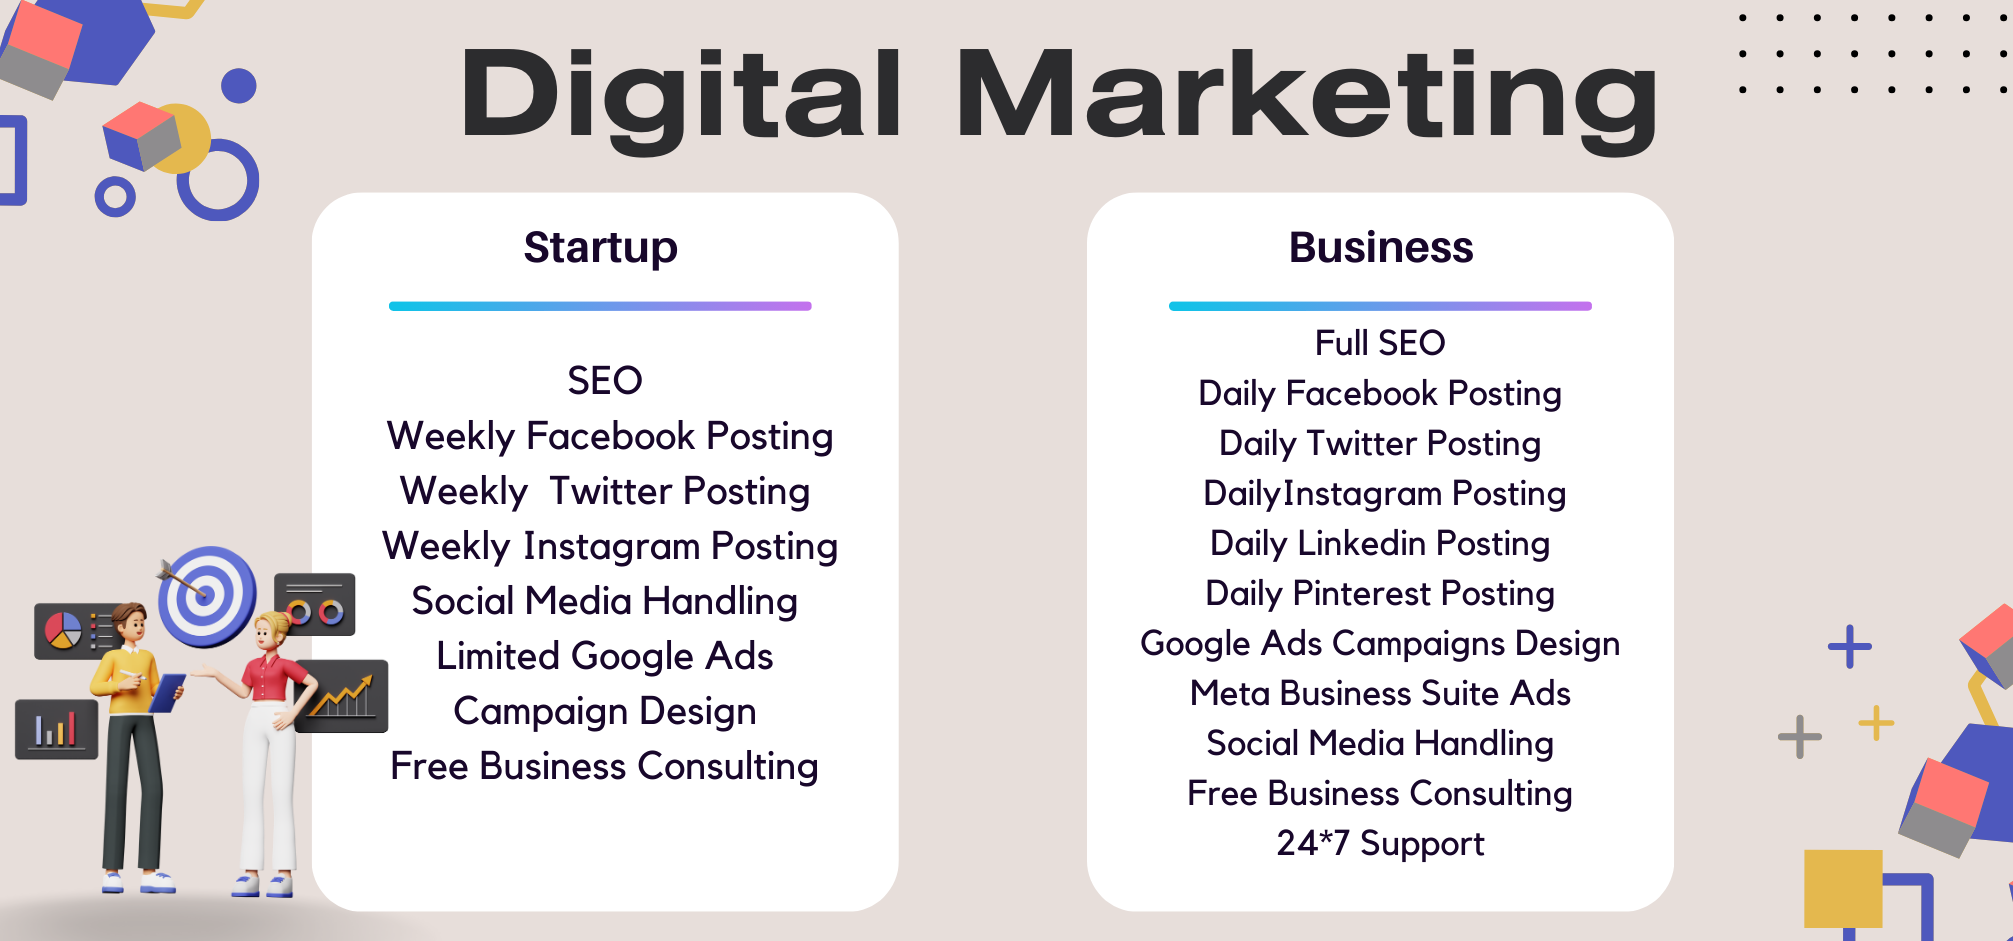 Digital Marketing
Startup
SEO
Weekly Facebook Posting
Weekly  Twitter Posting
Weekly Instagram Posting
Social Media Handling
Limited Google Ads
Campaign Design
Free Business Consulting
Business
Full SEO
Daily Facebook Posting
Daily Twitter Posting
DailyInstagram Posting
Daily Linkedin Posting
Daily Pinterest Posting
Google Ads Campaigns Design
Meta Business Suite Ads
Social Media Handling
Free Business Consulting
24*7 Support